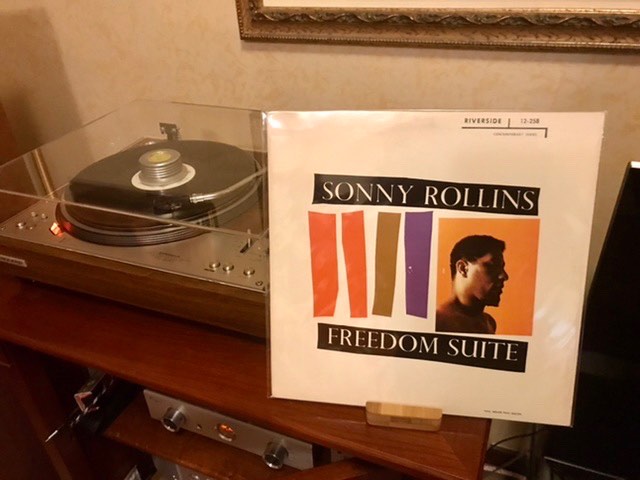 RIVERSIDE 12-258
SONNY ROLLINS
FREEDOM SUITE